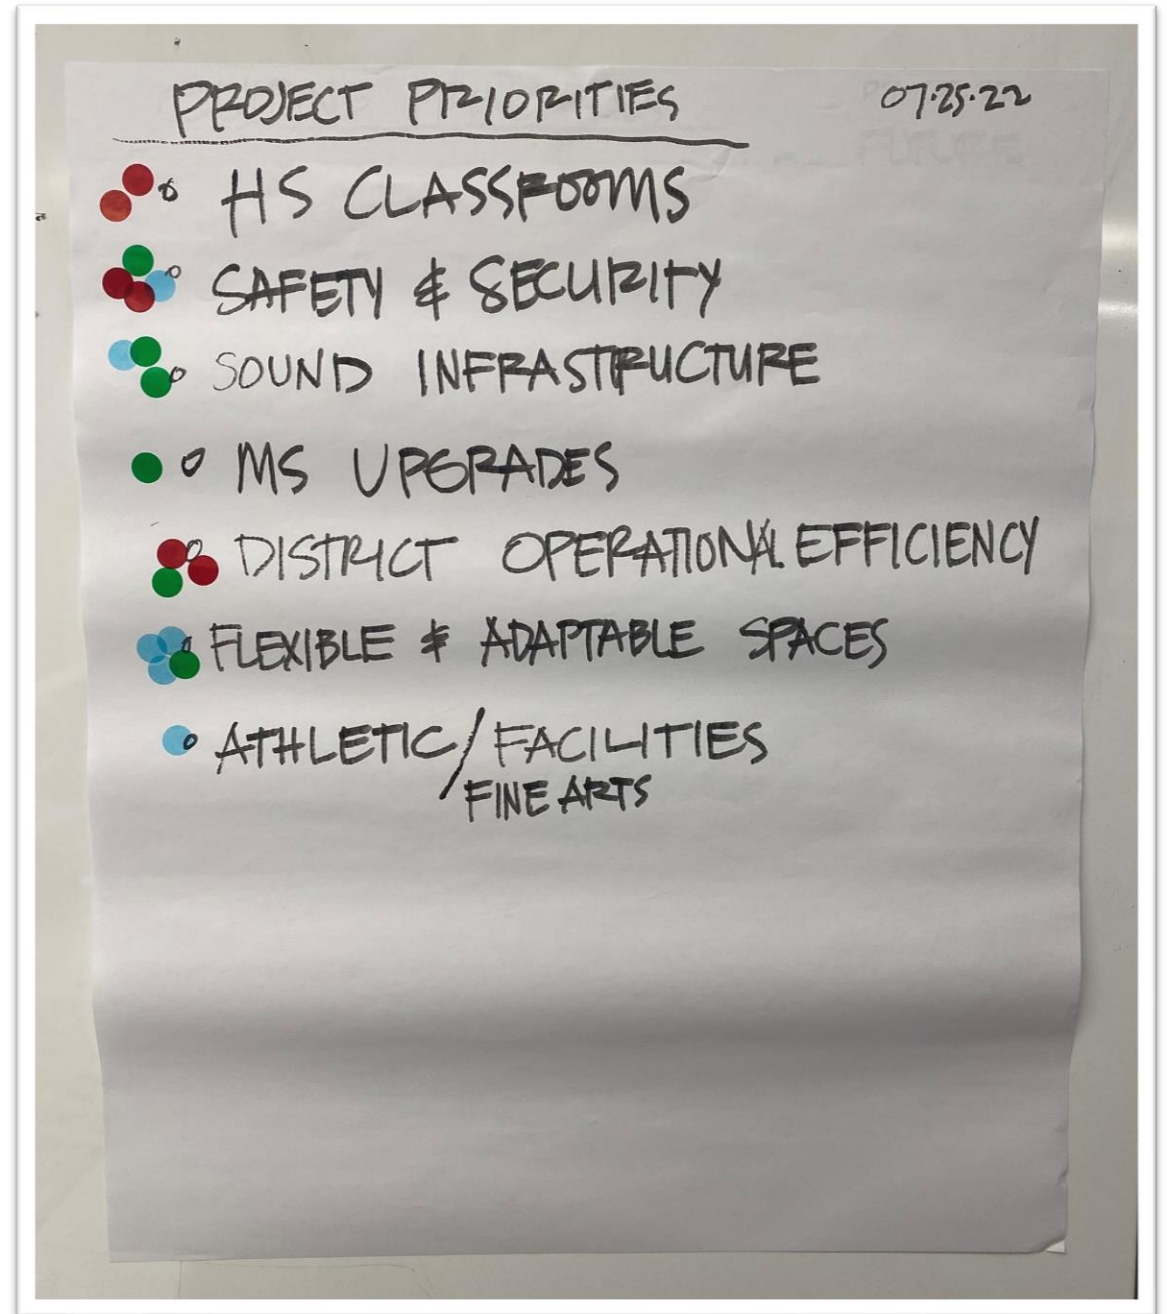 PROJECT PRIORITIES 07.25.22
HS CLASSROOMS
SAFETY & SECURITY
SOUND INFRASTRUCTURE
MS UPGRADES
DISTRICT OPERATIONAL EFFICIENCY
FLEXIBLE & ADAPTABLE SPACES
ATHLETIC/FACILITIES
FINE ARTS